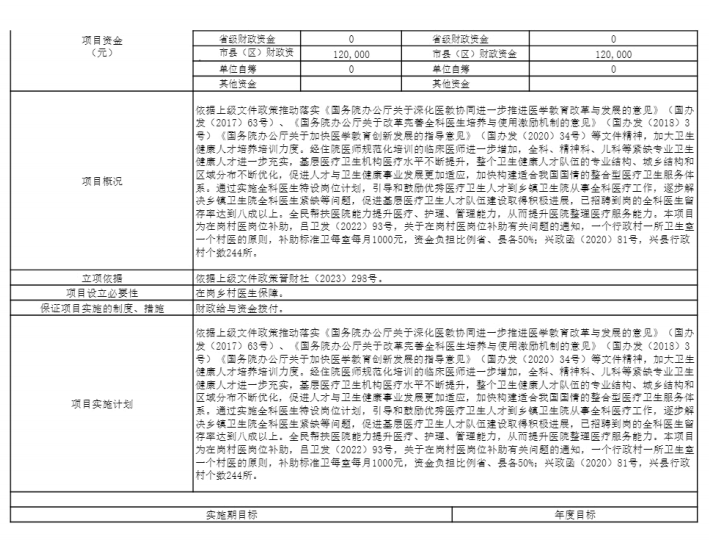 项目资金
（元）
省级财政资金 0 省级财政资金 0
市县（区）财政资 120,000 市县（区）财政资金 120,000
单位自筹 0 单位自筹 0
其他资金 其他资金
项目概况
依据上级文件政策推动落实《国务院办公厅关于深化医教协同进一步推进医学教育改革与发展的意见》（国办
发（2017）63号）、《国务院办公厅关于改革完善全科医生培养与使用激励机制的意见》（国办发（2018）3
号）《国务院办公厅关于加快医学教育创新发展的指导意见》（国办发（2020）34号）等文件精神，加大卫生
健康人才培养培训力度。经住院医师规范化培训的临床医师进一步增加，全科、精神科、儿科等紧缺专业卫生
健康人才进一步充实，基层医疗卫生机构医疗水平不断提升，整个卫生健康人才队伍的专业结构、城乡结构和
区域分布不断优化，促进人才与卫生健康事业发展更加适应，加快构建适合我国国情的整合型医疗卫生服务体
系。通过实施全科医生特设岗位计划，引导和鼓励优秀医疗卫生人才到乡镇卫生院从事全科医疗工作，逐步解
决乡镇卫生院全科医生紧缺等问题，促进基层医疗卫生人才队伍建设取得积极进展，已招聘到岗的全科医生留
存率达到八成以上。全民帮扶医院能力提升医疗、护理、管理能力，从而提升医院整理医疗服务能力。本项目
为在岗村医岗位补助，吕卫发（2022）93号，关于在岗村医岗位补助有关问题的通知，一个行政村一所卫生室
一个村医的原则，补助标准卫每室每月1000元，资金负担比例省、县各50%；兴政函（2020）81号，兴县行政
村个数244所。
立项依据 依据上级文件政策晋财社（2023）298号。
项目设立必要性 在岗乡村医生保障。
保证项目实施的制度、措施 财政给与资金拨付。
项目实施计划
依据上级文件政策推动落实《国务院办公厅关于深化医教协同进一步推进医学教育改革与发展的意见》（国办
发（2017）63号）、《国务院办公厅关于改革完善全科医生培养与使用激励机制的意见》（国办发（2018）3
号）《国务院办公厅关于加快医学教育创新发展的指导意见》（国办发（2020）34号）等文件精神，加大卫生
健康人才培养培训力度。经住院医师规范化培训的临床医师进一步增加，全科、精神科、儿科等紧缺专业卫生
健康人才进一步充实，基层医疗卫生机构医疗水平不断提升，整个卫生健康人才队伍的专业结构、城乡结构和
区域分布不断优化，促进人才与卫生健康事业发展更加适应，加快构建适合我国国情的整合型医疗卫生服务体
系。通过实施全科医生特设岗位计划，引导和鼓励优秀医疗卫生人才到乡镇卫生院从事全科医疗工作，逐步解
决乡镇卫生院全科医生紧缺等问题，促进基层医疗卫生人才队伍建设取得积极进展，已招聘到岗的全科医生留
存率达到八成以上。全民帮扶医院能力提升医疗、护理、管理能力，从而提升医院整理医疗服务能力。本项目
为在岗村医岗位补助，吕卫发（2022）93号，关于在岗村医岗位补助有关问题的通知，一个行政村一所卫生室
一个村医的原则，补助标准卫每室每月1000元，资金负担比例省、县各50%；兴政函（2020）81号，兴县行政
村个数244所。
实施期目标 年度目标